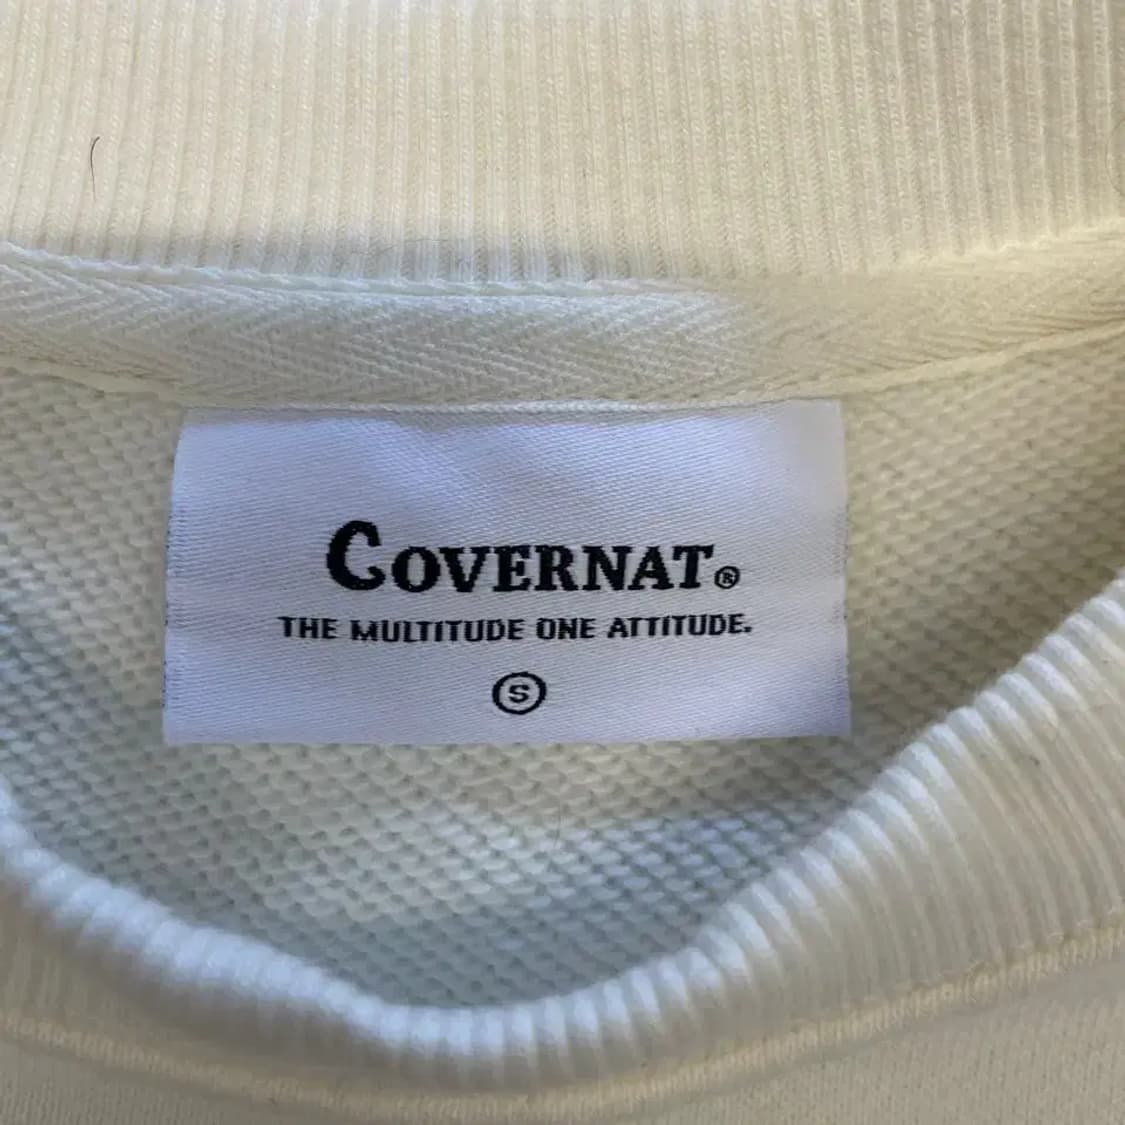 COVERNAT.®
THE MULTITUDE ONE ATTITUDE.
S